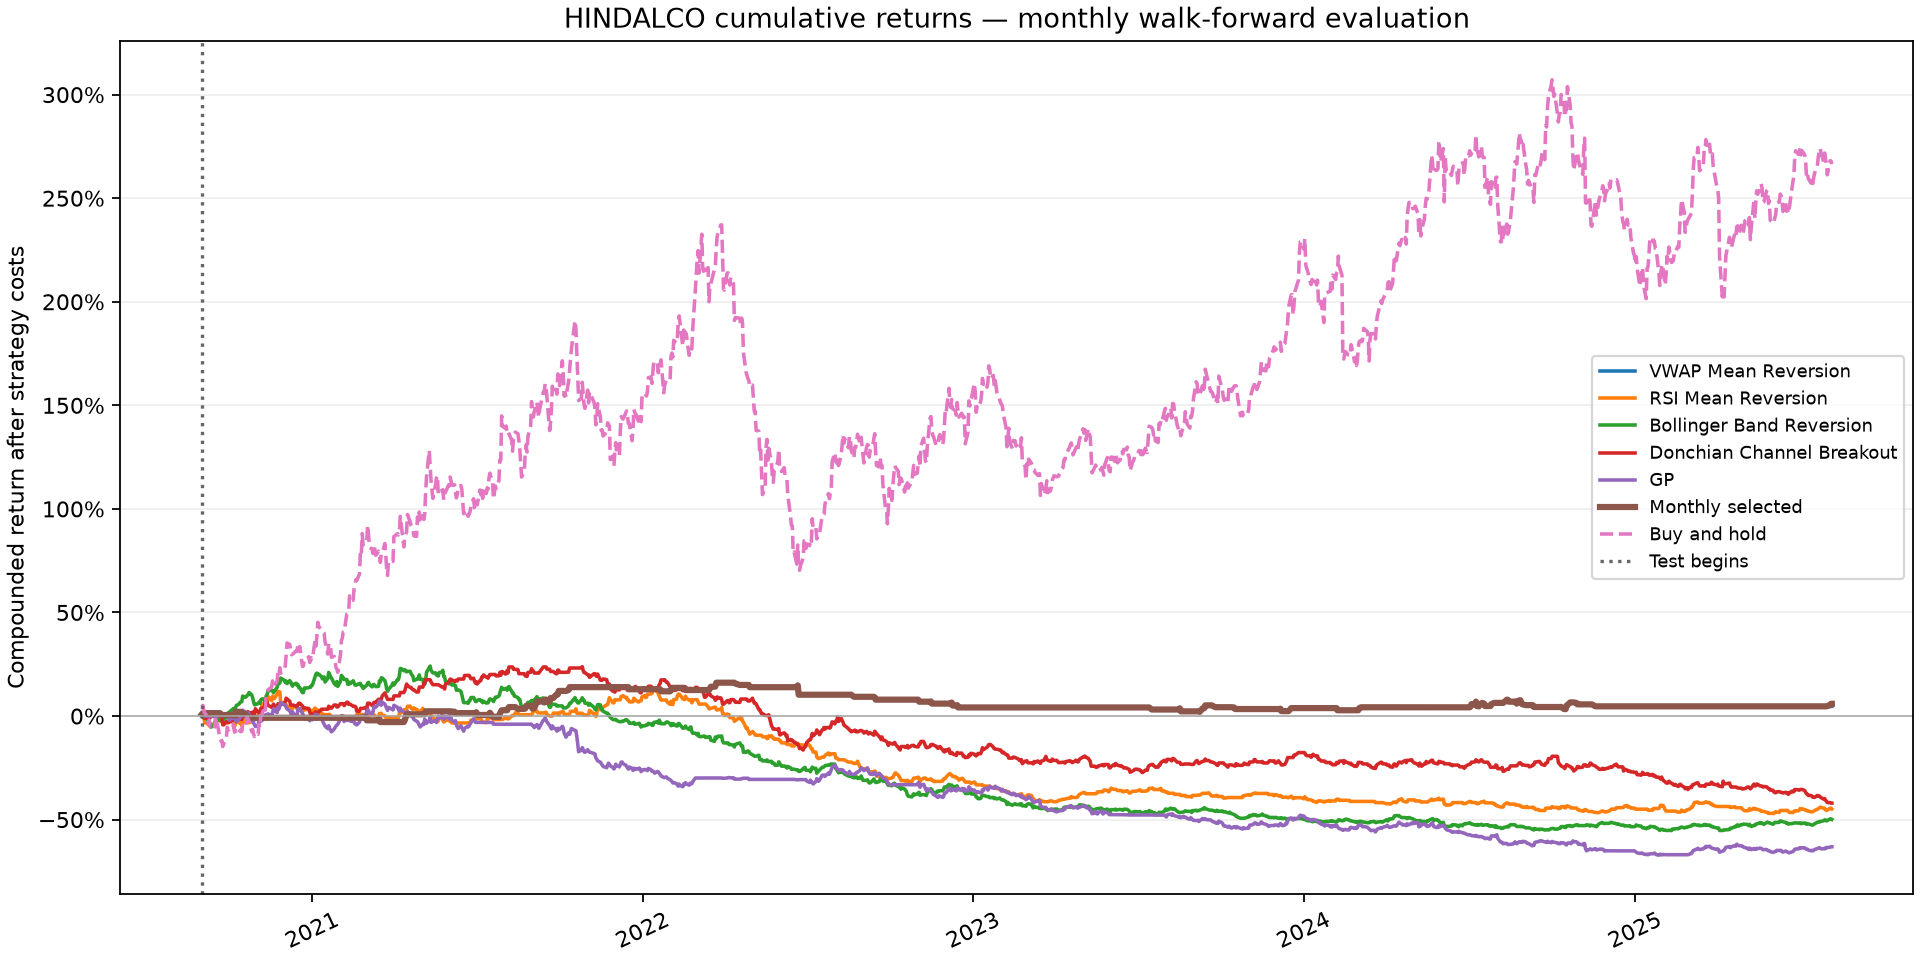 HINDALCO cumulative returns — monthly walk-forward evaluation
Compounded return after strategy costs
300%
250%
200%
150%
100%
50%
0%
−50%
2021
2022
2023
2024
2025
VWAP Mean Reversion
RSI Mean Reversion
Bollinger Band Reversion
Donchian Channel Breakout
GP
Monthly selected
Buy and hold
Test begins